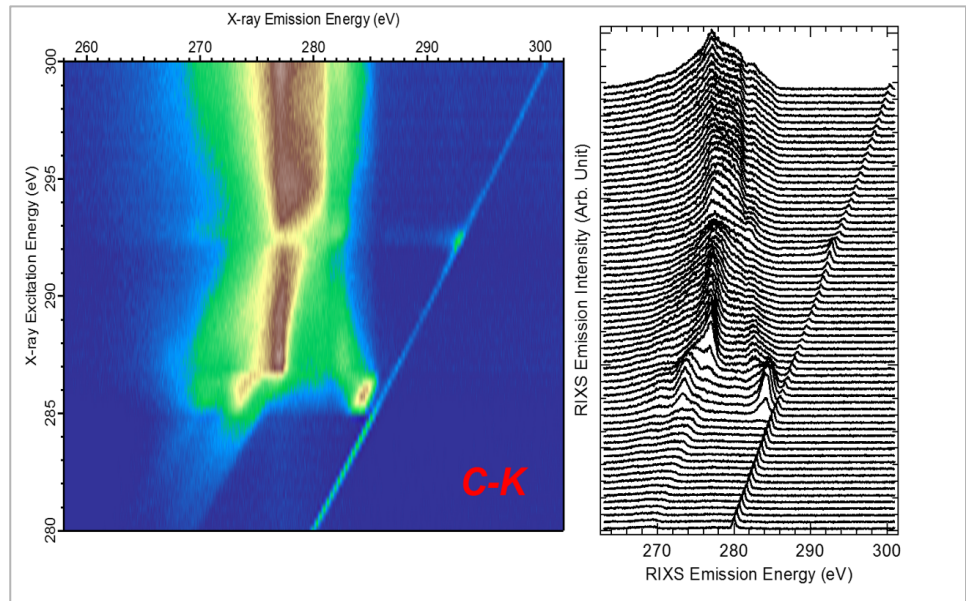 X-ray Emission Energy (eV)
260 270 280 290 300
X-ray Excitation Energy (eV)
300
295
290
285
280
C-K
RIXS Emission Intensity (Arb. Unit)
270 280 290 300
RIXS Emission Energy (eV)